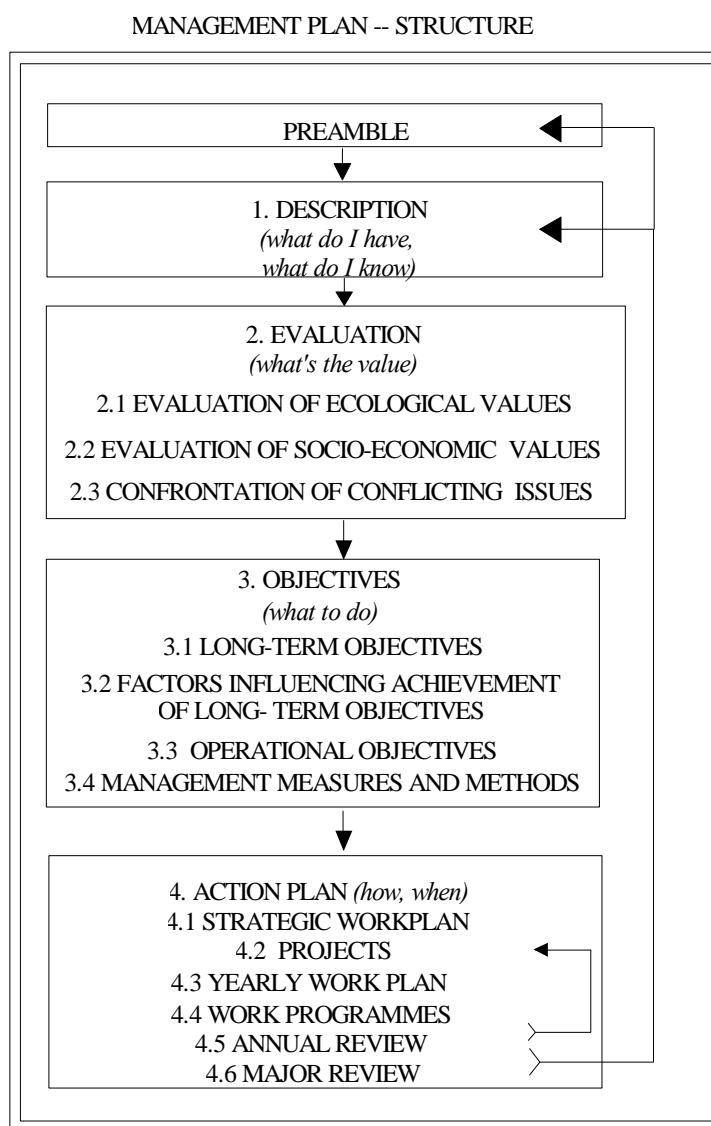 MANAGEMENT PLAN -- STRUCTURE
PREAMBLE
1. DESCRIPTION
(what do I have,
what do I know)
2. EVALUATION
(what's the value)
2.1 EVALUATION OF ECOLOGICAL VALUES
2.2 EVALUATION OF SOCIO-ECONOMIC VALUES
2.3 CONFRONTATION OF CONFLICTING ISSUES
3. OBJECTIVES
(what to do)
3.1 LONG-TERM OBJECTIVES
3.2 FACTORS INFLUENCING ACHIEVEMENT
OF LONG- TERM OBJECTIVES
3.3 OPERATIONAL OBJECTIVES
3.4 MANAGEMENT MEASURES AND METHODS
4. ACTION PLAN (how, when)
4.1 STRATEGIC WORKPLAN
4.2 PROJECTS
4.3 YEARLY WORK PLAN
4.4 WORK PROGRAMMES
4.5 ANNUAL REVIEW
4.6 MAJOR REVIEW